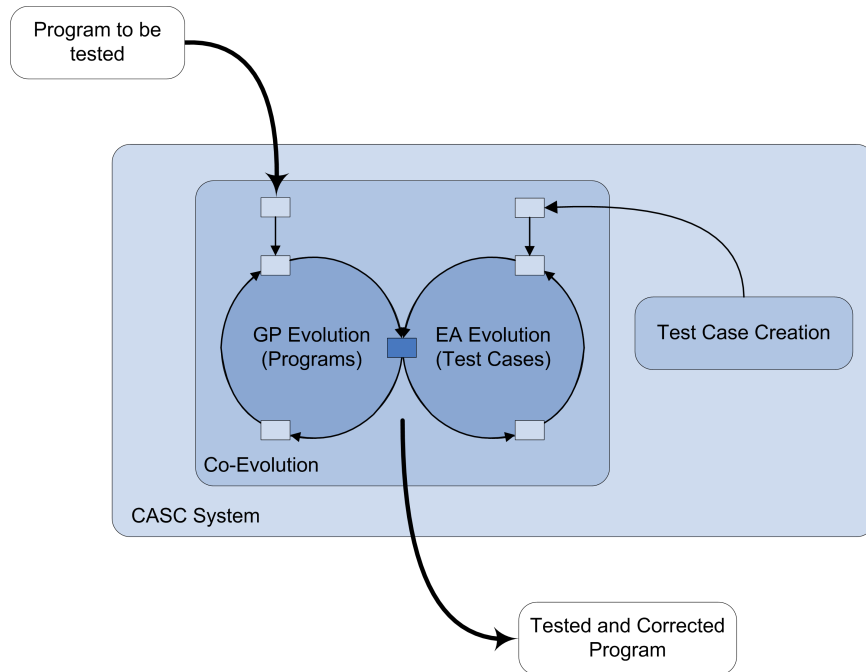 Program to be
tested
GP Evolution
(Programs)
EA Evolution
(Test Cases)
Test Case Creation
Co-Evolution
CASC System
Tested and Corrected
Program